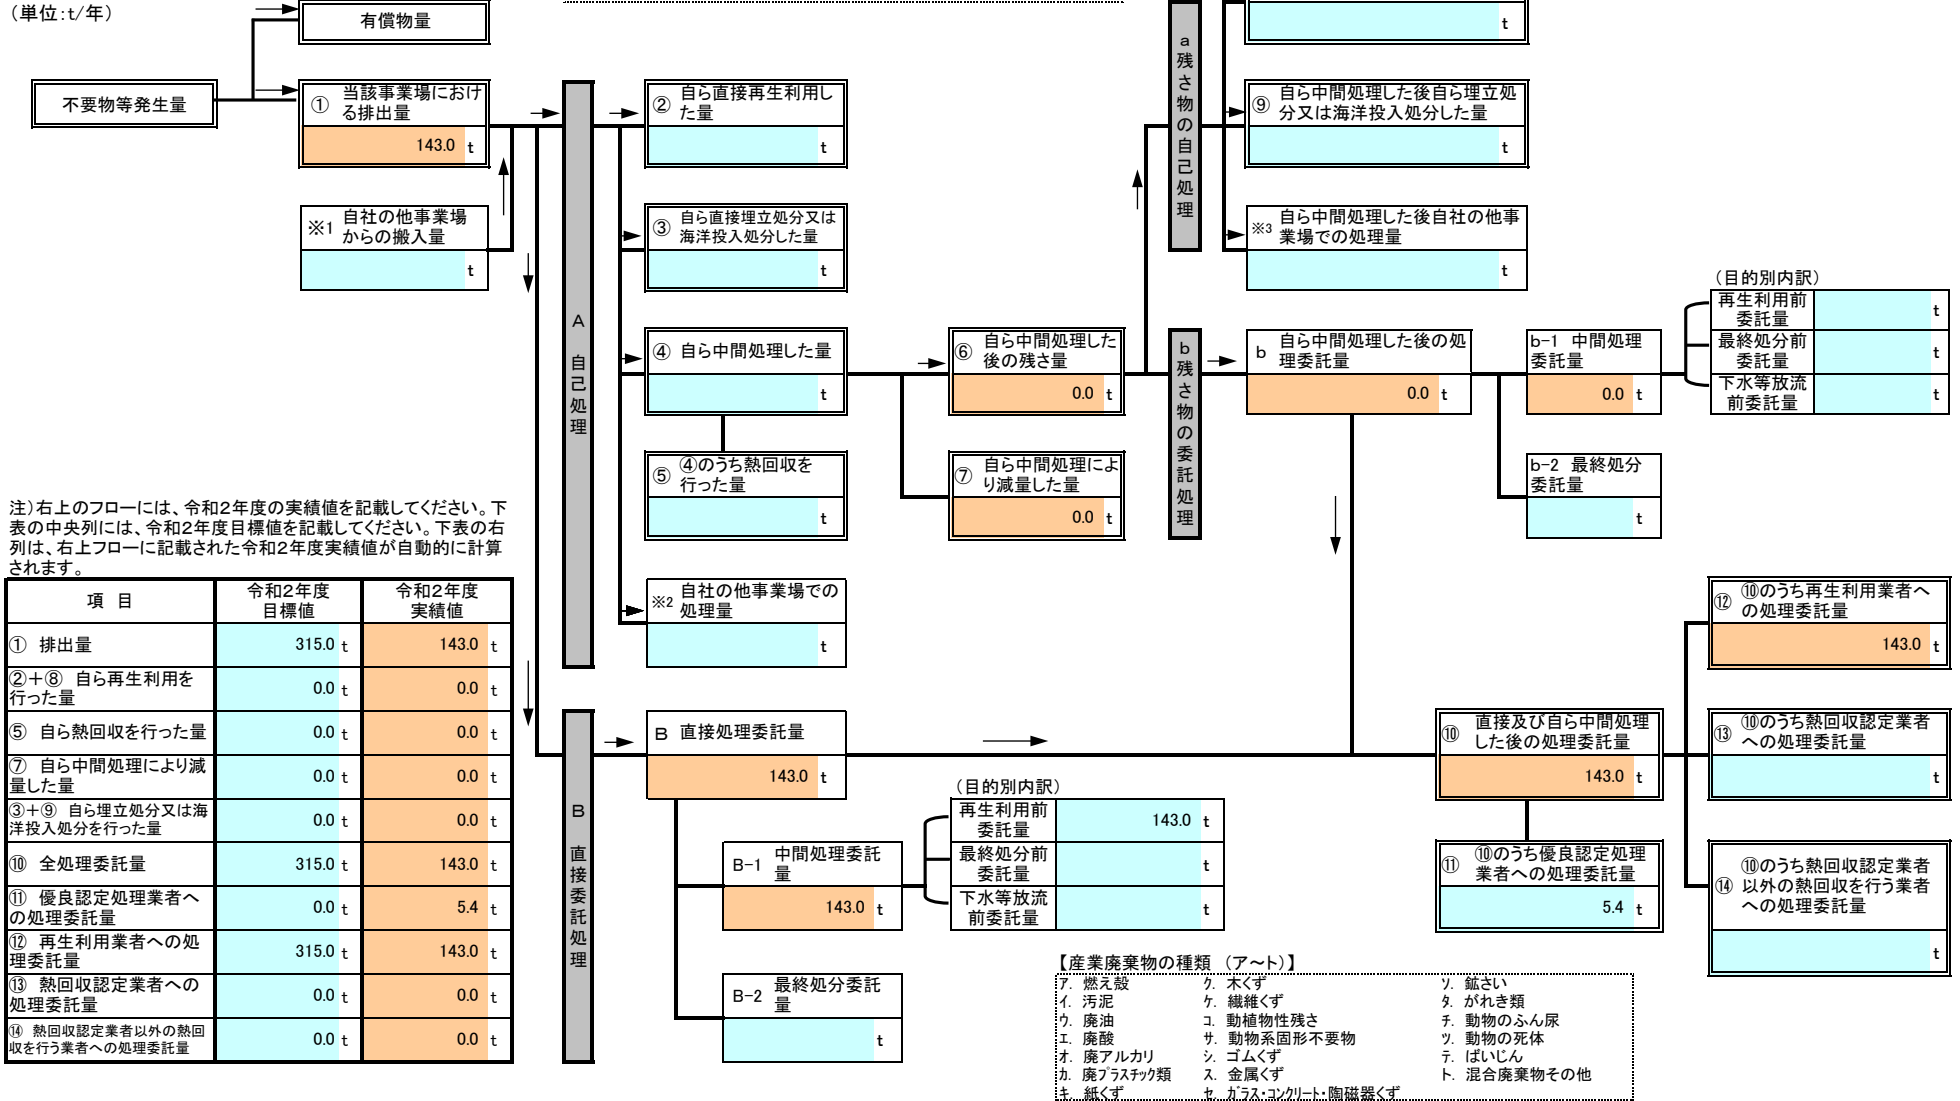 （単位：t/年）
有償物量
不要物等発生量
① 当該事業場におけ
る排出量
143.0 t
※1 自社の他事業場
からの搬入量
t
A 自己処理
② 自ら直接再生利用し
た量
t
③ 自ら直接埋立処分又は
海洋投入処分した量
t
④ 自ら中間処理した量
t
⑤ ④のうち熱回収を
行った量
t
※2 自社の他事業場での
処理量
t
⑥ 自ら中間処理した
後の残さ量
0.0 t
⑦ 自ら中間処理によ
り減量した量
0.0 t
a 残さ物の自己処理
t
⑨ 自ら中間処理した後自ら埋立処
分又は海洋投入処分した量
t
※3 自ら中間処理した後自社の他事
業場での処理量
t
b 残さ物の委託処理
b 自ら中間処理した後の処
理委託量
0.0 t
b-1 中間処理
委託量
0.0 t
b-2 最終処分
委託量
t
（目的別内訳）
再生利用前
委託量
t
最終処分前
委託量
t
下水等放流
前委託量
t
注）右上のフローには、令和２年度の実績値を記載してください。下
表の中央列には、令和２年度目標値を記載してください。下表の右
列は、右上フローに記載された令和２年度実績値が自動的に計算
されます。
項 目 令和２年度 目標値 令和２年度 実績値
① 排出量 315.0 t 143.0 t
②＋⑧ 自ら再生利用を
行った量 0.0 t 0.0 t
⑤ 自ら熱回収を行った量 0.0 t 0.0 t
⑦ 自ら中間処理により減
量した量 0.0 t 0.0 t
③＋⑨ 自ら埋立処分又は海
洋投入処分を行った量 0.0 t 0.0 t
⑩ 全処理委託量 315.0 t 143.0 t
⑪ 優良認定処理業者へ
の処理委託量 0.0 t 5.4 t
⑫ 再生利用業者への処
理委託量 315.0 t 143.0 t
⑬ 熱回収認定業者への
処理委託量 0.0 t 0.0 t
⑭ 熱回収認定業者以外の熱回
収を行う業者への処理委託量 0.0 t 0.0 t
B 直接委託処理
B 直接処理委託量
143.0 t
B-1 中間処理委託
量
143.0 t
B-2 最終処分委託
量
t
（目的別内訳）
再生利用前
委託量
143.0 t
最終処分前
委託量
t
下水等放流
前委託量
t
⑩ 直接及び自ら中間処理
した後の処理委託量
143.0 t
⑪ ⑩のうち優良認定処理
業者への処理委託量
5.4 t
⑫ ⑩のうち再生利用業者へ
の処理委託量
143.0 t
⑬ ⑩のうち熱回収認定業者
への処理委託量
t
⑭ ⑩のうち熱回収認定業者
以外の熱回収を行う業者
への処理委託量
t
【産業廃棄物の種類 （ア～ト）】
ア. 燃え殻 ク. 木くず ソ. 鉱さい
イ. 汚泥 ケ. 繊維くず タ. がれき類
ウ. 廃油 コ. 動植物性残さ チ. 動物のふん尿
エ. 廃酸 サ. 動物系固形不要物 ツ. 動物の死体
オ. 廃アルカリ シ. ゴムくず テ. ばいじん
カ. 廃プラスチック類 ス. 金属くず ト. 混合廃棄物その他
キ. 紙くず セ. ガラス・コンクリート・陶磁器くず